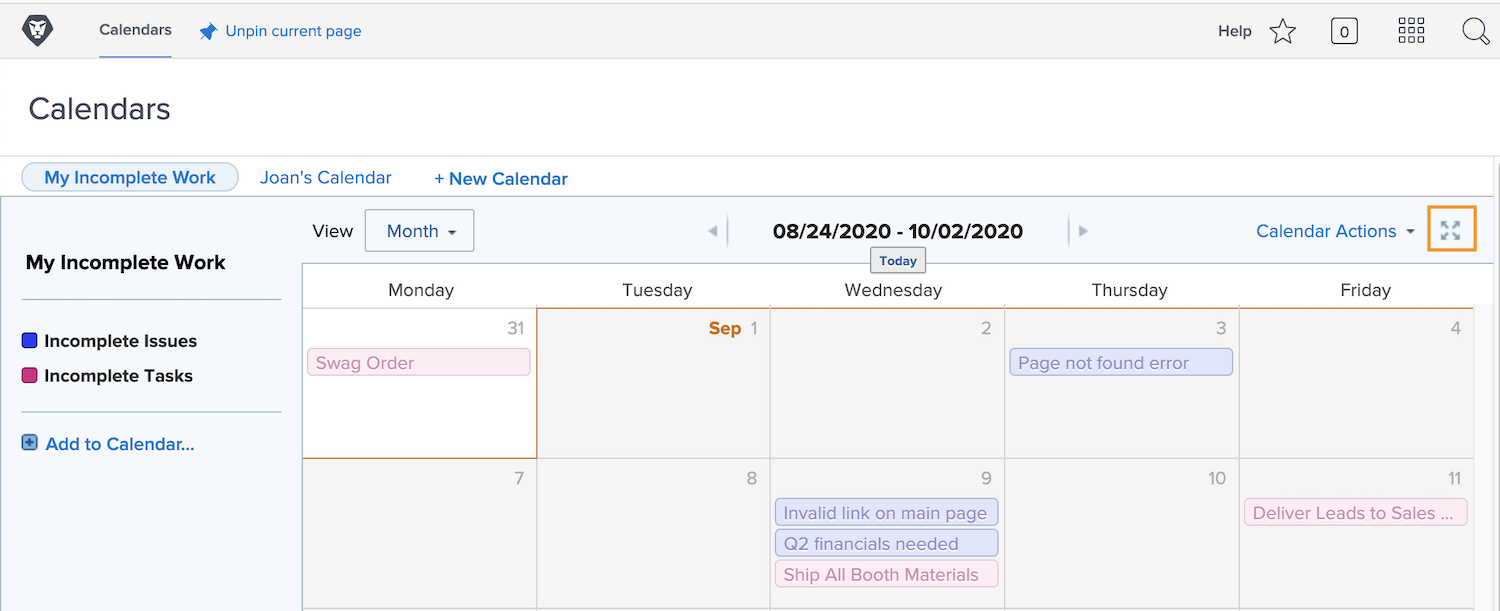 Calendars Unpin current page Help 0
Calendars
My Incomplete Work Joan's Calendar + New Calendar
View Month 08/24/2020 - 10/02/2020 Calendar Actions
Today
My Incomplete Work
Incomplete Issues
Incomplete Tasks
Add to Calendar...
Monday Tuesday Wednesday Thursday Friday
31 Sep 1 2 3 4
Swag Order Page not found error
7 8 9 10 11
Invalid link on main page Deliver Leads to Sales ...
Q2 financials needed
Ship All Booth Materials